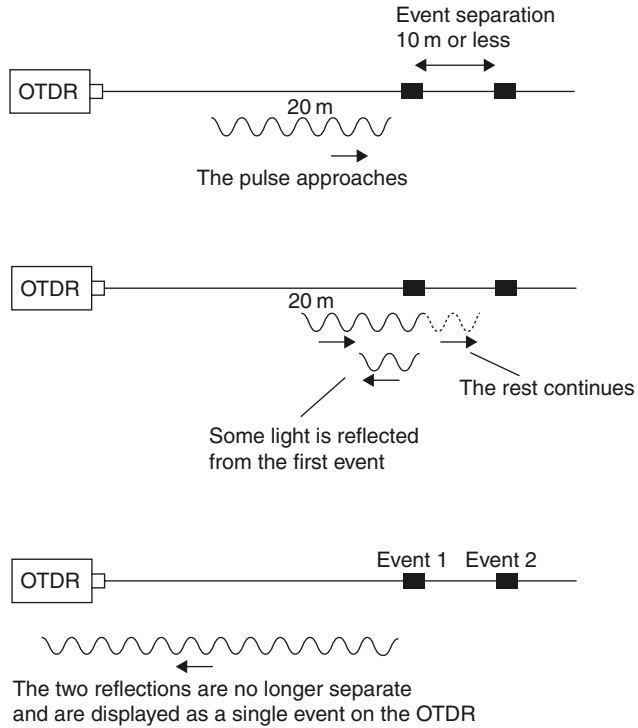 Event separation
10 m or less
OTDR
20 m
The pulse approaches
OTDR
20 m
The rest continues
Some light is reflected
from the first event
Event 1 Event 2
OTDR
The two reflections are no longer separate
and are displayed as a single event on the OTDR